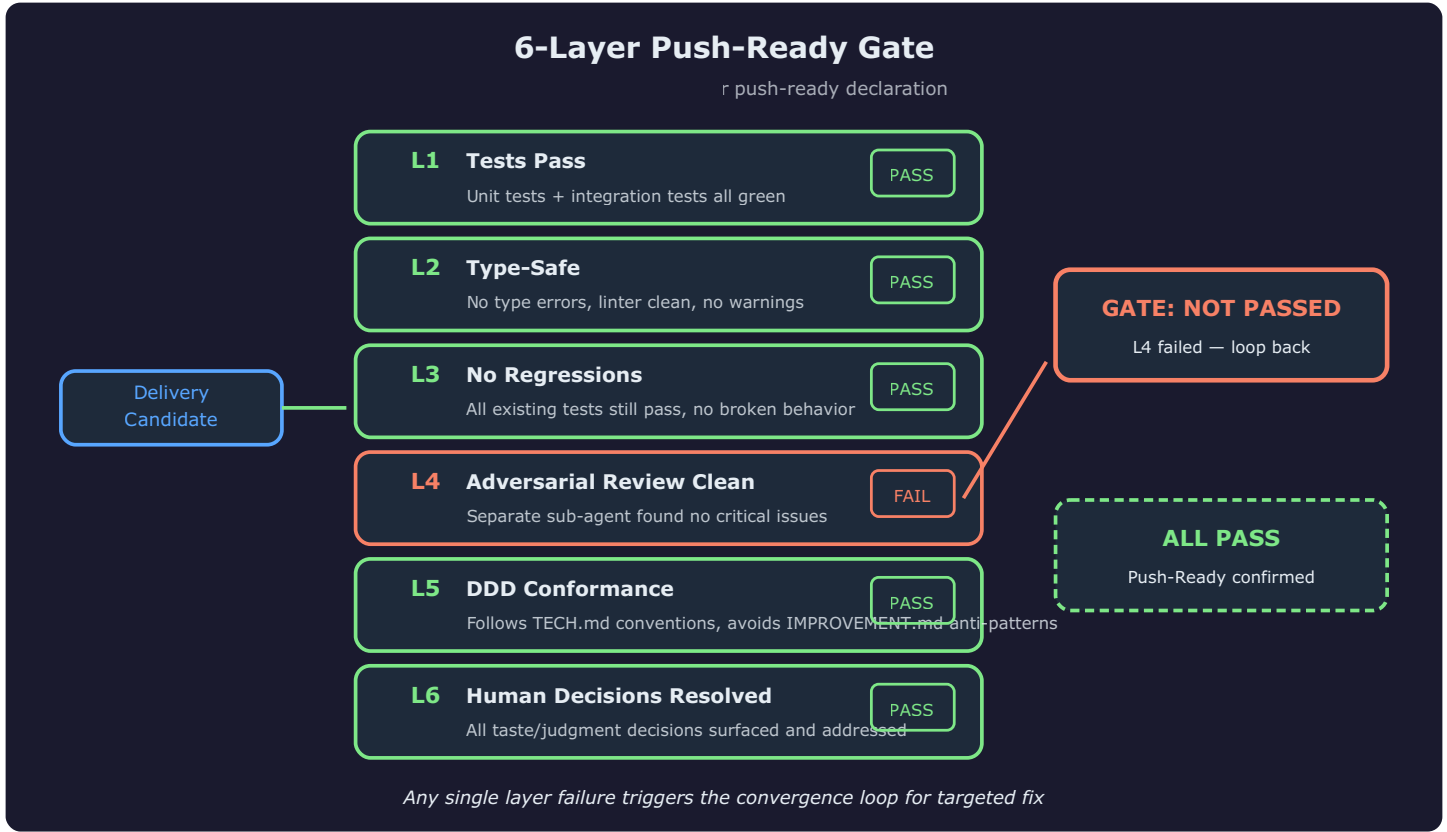 6-Layer Push-Ready Gate
r push-ready declaration
L1 Tests Pass
PASS
Unit tests + integration tests all green
L2 Type-Safe
PASS
No type errors, linter clean, no warnings
L3 No Regressions
PASS
All existing tests still pass, no broken behavior
Delivery
Candidate
L4 Adversarial Review Clean
FAIL
Separate sub-agent found no critical issues
L5 DDD Conformance
PASS
Follows TECH.md conventions, avoids IMPROVEMENT.md anti-patterns
L6 Human Decisions Resolved
PASS
All taste/judgment decisions surfaced and addressed
GATE: NOT PASSED
L4 failed — loop back
ALL PASS
Push-Ready confirmed
Any single layer failure triggers the convergence loop for targeted fix